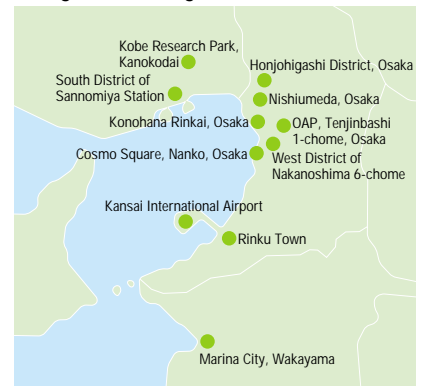 Kobe Research Park,
Kanokodai
Honjohigashi District, Osaka
South District of
Sannomiya Station
Nishiumeda, Osaka
Konohana Rinkai, Osaka
OAP, Tenjinbashi
1-chome, Osaka
Cosmo Square, Nanko, Osaka
West District of
Nakanoshima 6-chome
Kansai International Airport
Rinku Town
Marina City, Wakayama